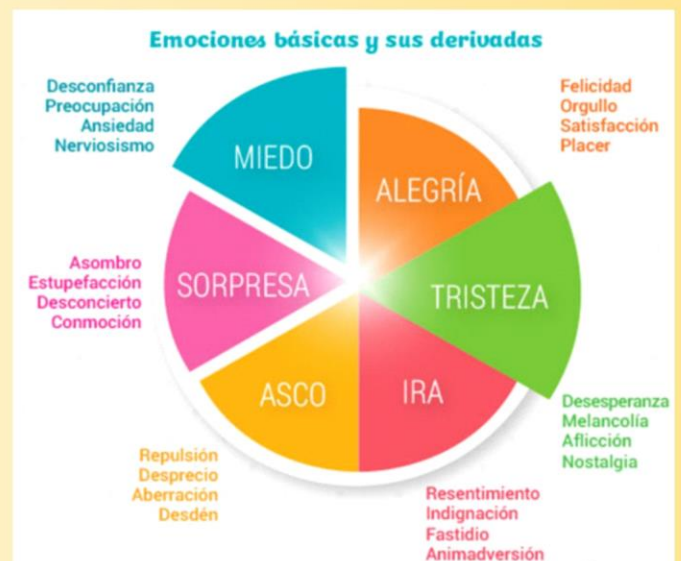 Emociones básicas y sus derivadas
Desconfianza
Preocupación
Ansiedad
Nerviosismo
MIEDO
Felicidad
Orgullo
Satisfacción
Placer
ALEGRÍA
Asombro
Estupefacción
Desconcierto
Conmoción
SORPRESA
TRISTEZA
Desesperanza
Melancolía
Aflicción
Nostalgia
ASCO
IRA
Repulsión
Desprecio
Aberración
Desdén
Resentimiento
Indignación
Fastidio
Animadversión